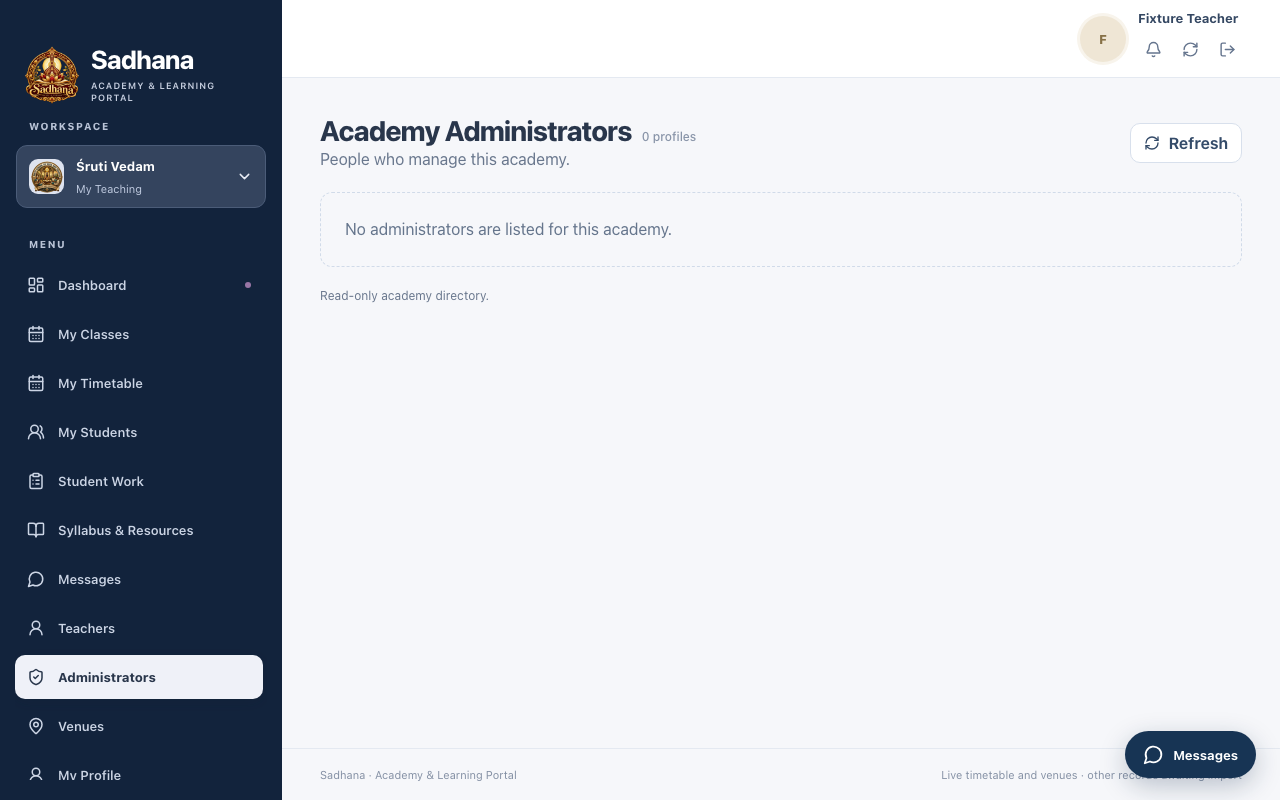 Sadhana
ACADEMY & LEARNING
PORTAL
Sadhana
WORKSPACE
Śruti Vedam
My Teaching
MENU
Dashboard
My Classes
My Timetable
My Students
Student Work
Syllabus & Resources
Messages
Teachers
Administrators
Venues
My Profile
F
Fixture Teacher
Academy Administrators
0 profiles
People who manage this academy.
Refresh
No administrators are listed for this academy.
Read-only academy directory.
Sadhana · Academy & Learning Portal
Live timetable and venues · other
Messages